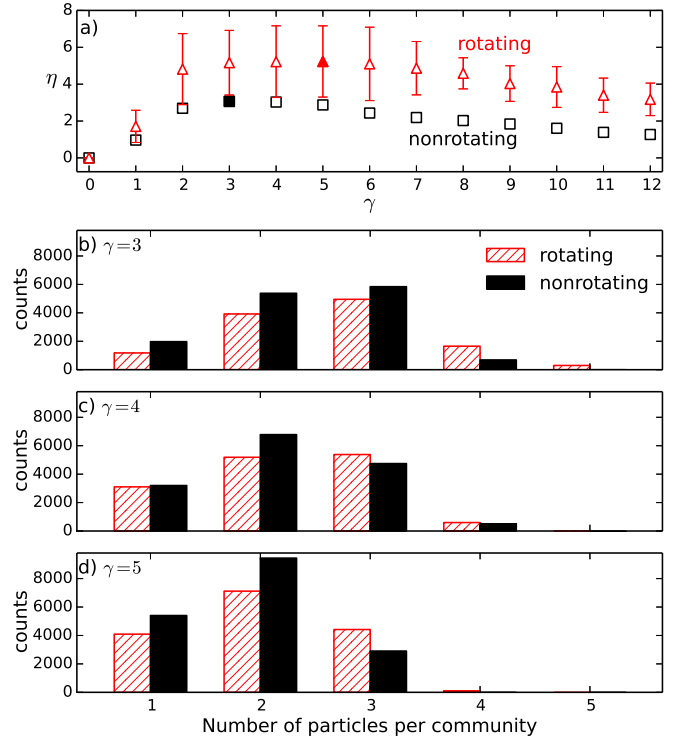 a)
8
6
4
2
0
η
rotating
nonrotating
0 1 2 3 4 5 6 7 8 9 10 11 12
γ
b) γ=3
8000
6000
4000
2000
0
counts
rotating
nonrotating
c) γ=4
8000
6000
4000
2000
0
counts
d) γ=5
8000
6000
4000
2000
0
counts
1 2 3 4 5
Number of particles per community